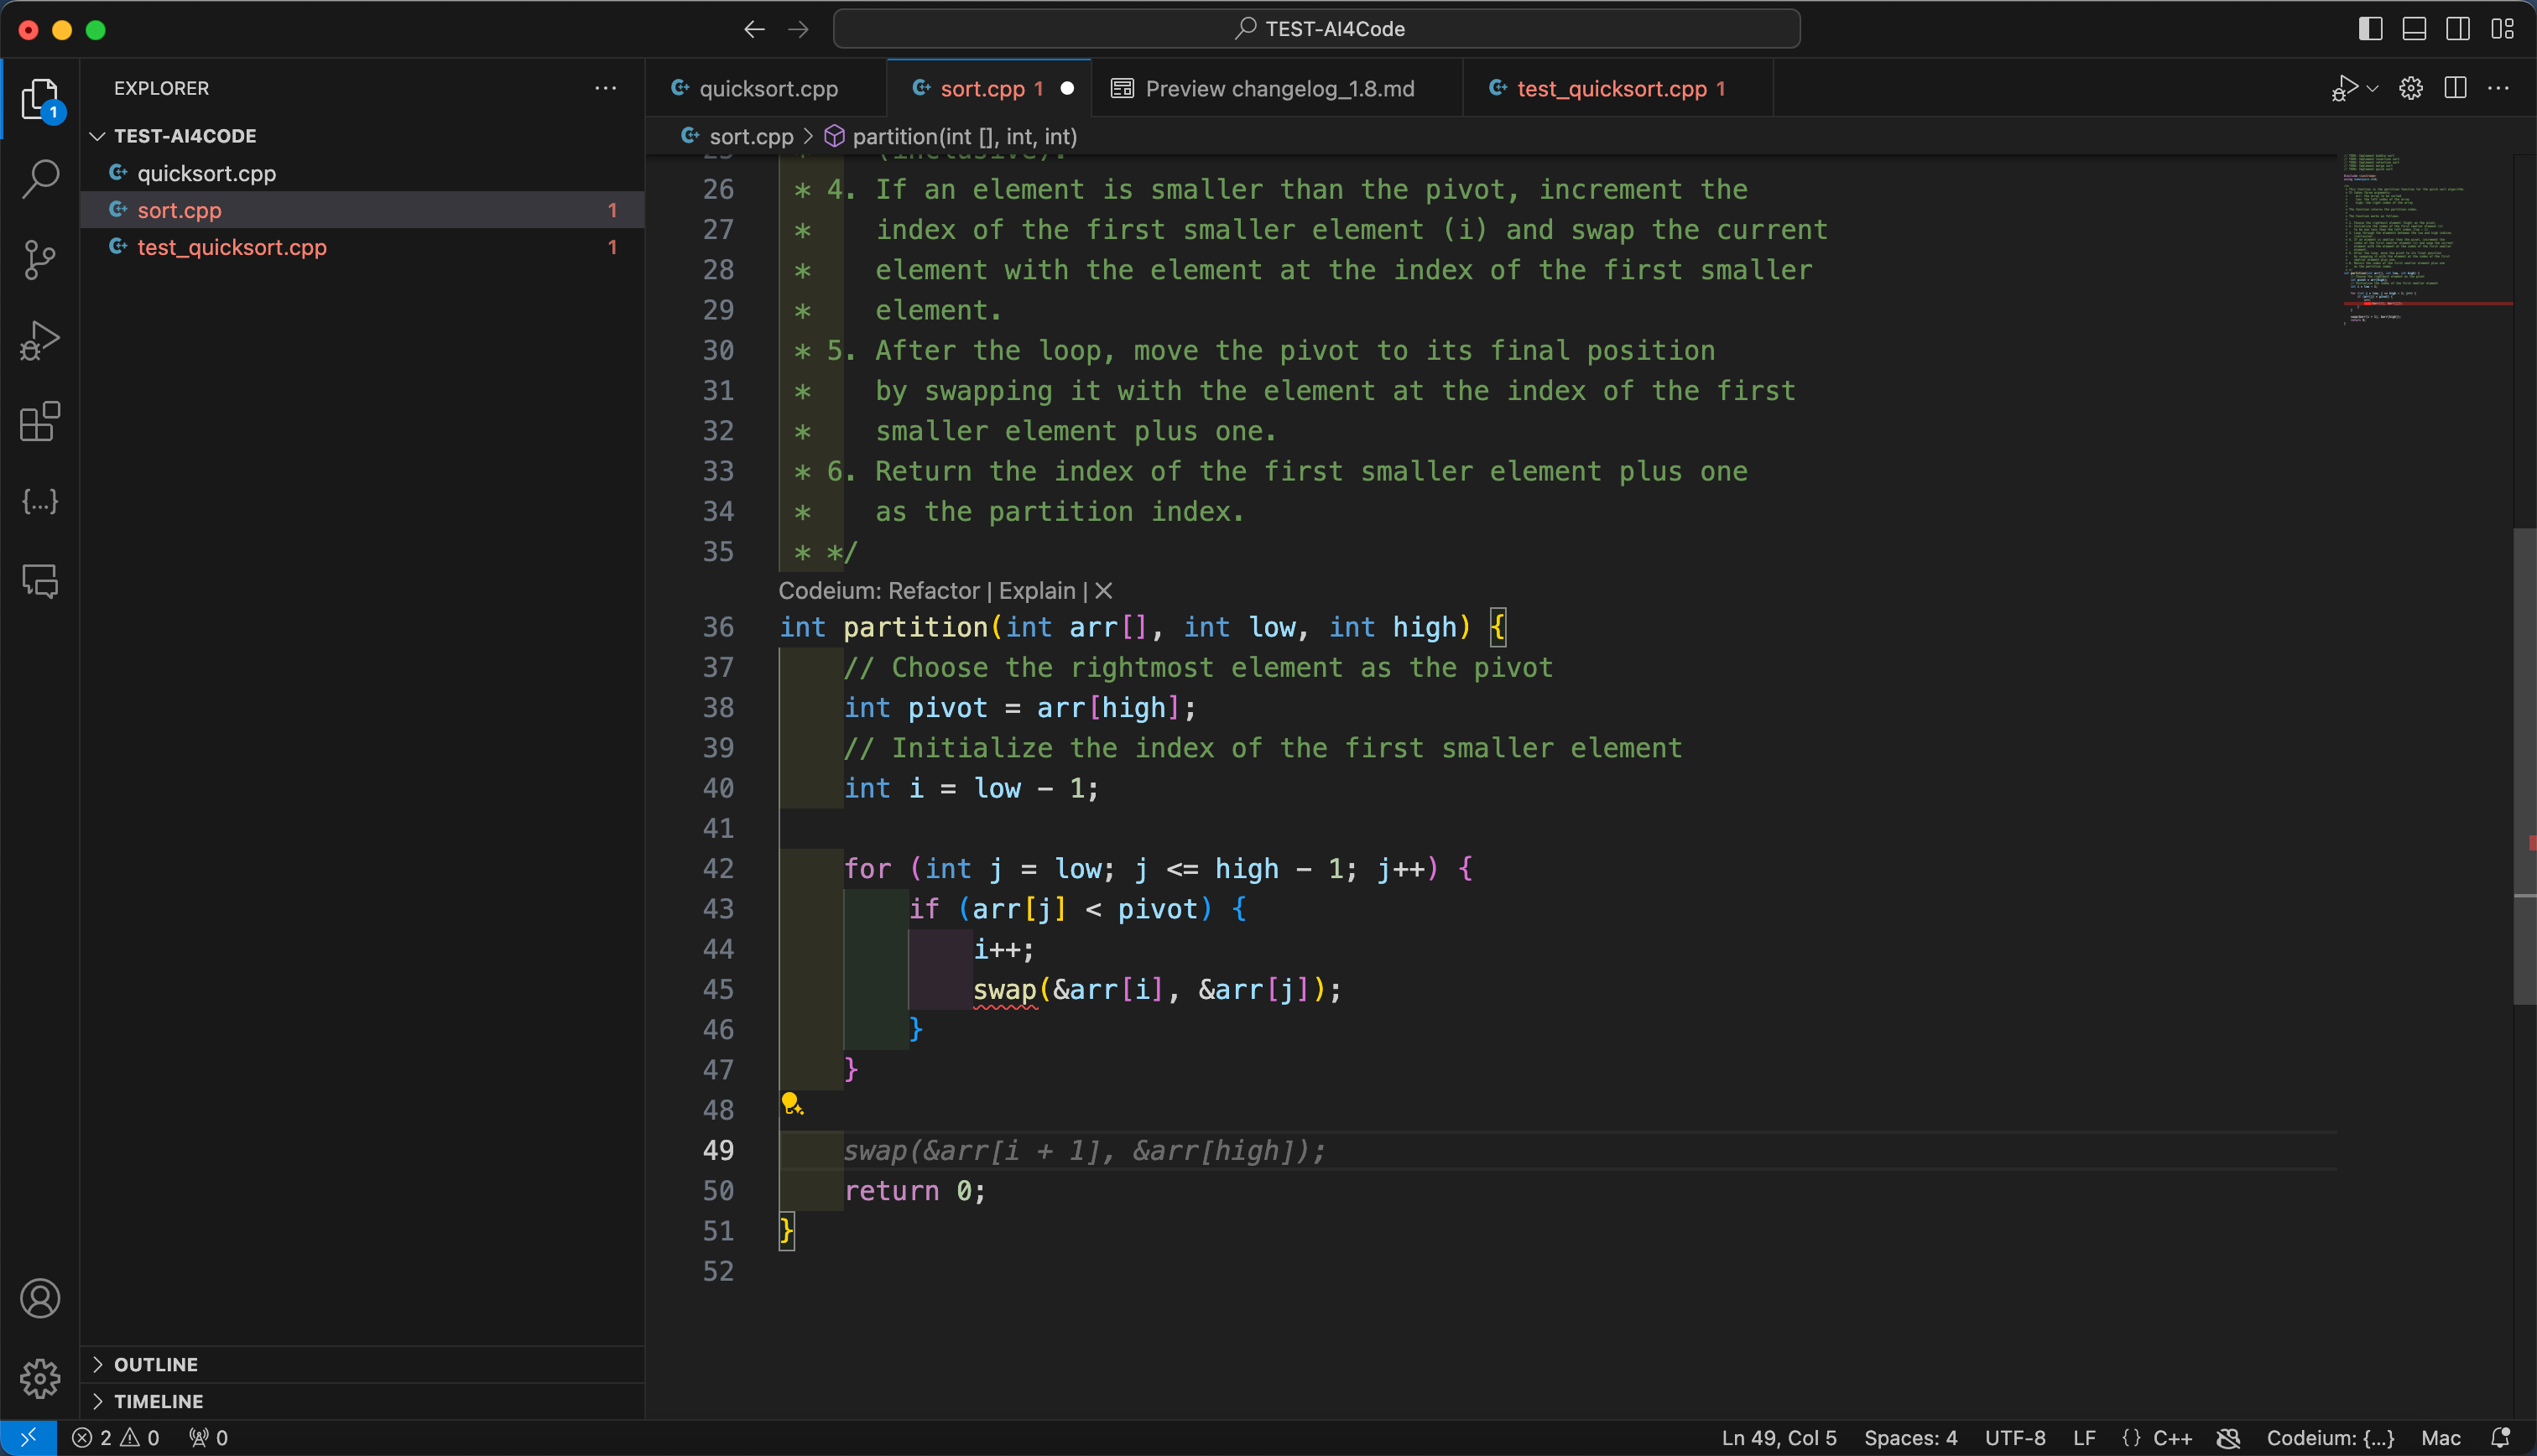 TEST-AI4Code
EXPLORER
TEST-AI4CODE
quicksort.cpp
sort.cpp 1
test_quicksort.cpp 1
OUTLINE
TIMELINE
quicksort.cpp
sort.cpp 1
Preview changelog_1.8.md
test_quicksort.cpp 1
sort.cpp > partition(int [], int, int)
26 * 4. If an element is smaller than the pivot, increment the
27 * index of the first smaller element (i) and swap the current
28 * element with the element at the index of the first smaller
29 * element.
30 * 5. After the loop, move the pivot to its final position
31 * by swapping it with the element at the index of the first
32 * smaller element plus one.
33 * 6. Return the index of the first smaller element plus one
34 * as the partition index.
35 * */
Codeium: Refactor | Explain | ×
36 int partition(int arr[], int low, int high) {
37 // Choose the rightmost element as the pivot
38 int pivot = arr[high];
39 // Initialize the index of the first smaller element
40 int i = low - 1;
41
42 for (int j = low; j <= high - 1; j++) {
43 if (arr[j] < pivot) {
44 i++;
45 swap(&arr[i], &arr[j]);
46 }
47 }
48
49 swap(&arr[i + 1], &arr[high]);
50 return 0;
51 }
52
1
2 0 0
Ln 49, Col 5 Spaces: 4 UTF-8 LF {} C++ Codeium: {...} Mac